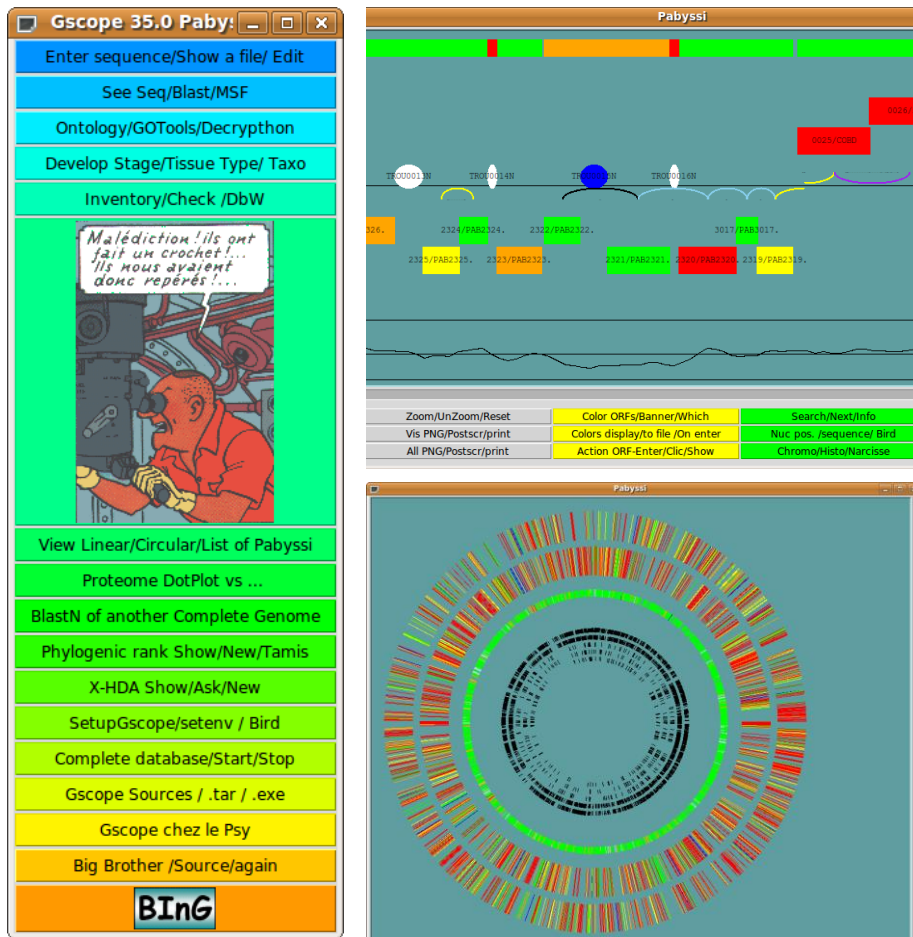 Gscope 35.0 Pabys
Enter sequence/Show a file/ Edit
See Seq/Blast/MSF
Ontology/GOTools/Decrypthon
Develop Stage/Tissue Type/ Taxo
Inventory/Check /DbW
Malédiction! ils ont
fait un crochet!...
Ils nous avaient
donc repérés!...
View Linear/Circular/List of Pabyssi
Proteome DotPlot vs ...
BlastN of another Complete Genome
Phylogenic rank Show/New/Tamis
X-HDA Show/Ask/New
SetupGscope/setenv / Bird
Complete database/Start/Stop
Gscope Sources / .tar / .exe
Gscope chez le Psy
Big Brother /Source/again
BInG
Pabyssi
0026/
0025/COBD
TROU0013N TROU0014N TROU0015N TROU0016N
326. 2324/PAB2324. 2322/PAB2322. 3017/PAB3017.
2325/PAB2325. 2323/PAB2323. 2321/PAB2321. 2320/PAB2320. 2319/PAB2319.
Zoom/UnZoom/Reset Color ORFs/Banner/Which Search/Next/Info
Vis PNG/Postscr/print Colors display/to file /On enter Nuc pos. /sequence/ Bird
All PNG/Postscr/print Action ORF-Enter/Clic/Show Chromo/Histo/Narcisse
Pabyssi